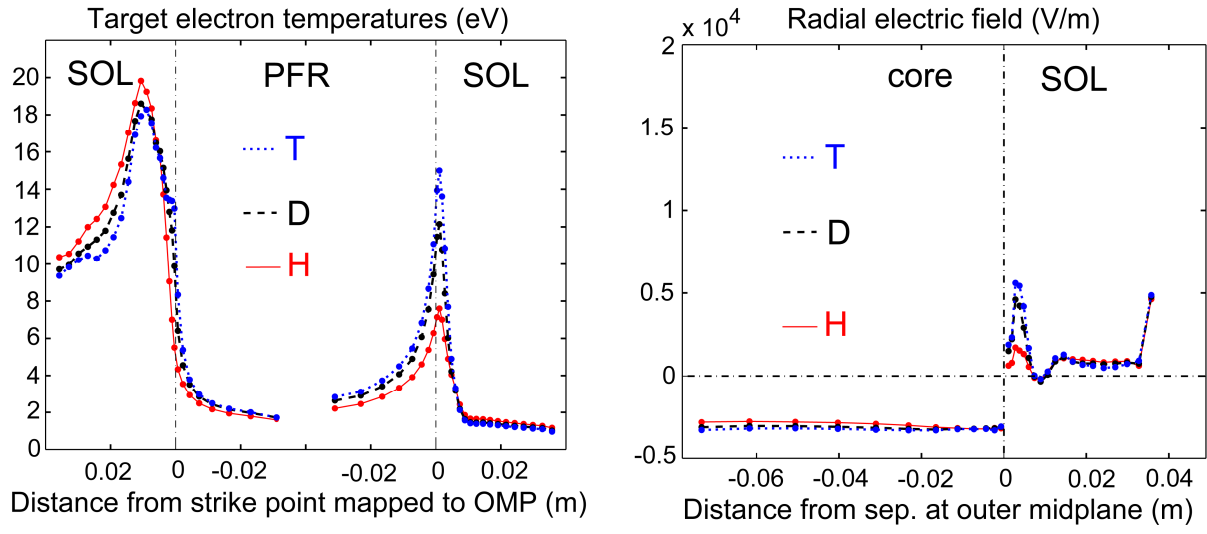 Target electron temperatures (eV)
SOL
PFR
SOL
T
D
H
20
18
16
14
12
10
8
6
4
2
0
0.02
0
-0.02
-0.02
0
0.02
Distance from strike point mapped to OMP (m)
Radial electric field (V/m)
x 10^4
core
SOL
T
D
H
2
1.5
1
0.5
0
-0.5
-0.06
-0.04
-0.02
0
0.02
0.04
Distance from sep. at outer midplane (m)